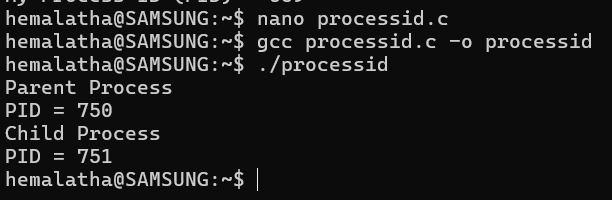 hemalatha@SAMSUNG:~$ nano processid.c
hemalatha@SAMSUNG:~$ gcc processid.c -o processid
hemalatha@SAMSUNG:~$ ./processid
Parent Process
PID = 750
Child Process
PID = 751
hemalatha@SAMSUNG:~$